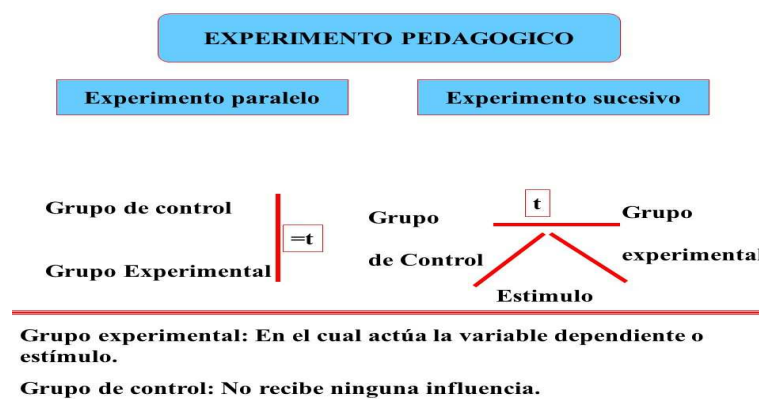 EXPERIMENTO PEDAGOGICO
Experimento paralelo
Experimento sucesivo
Grupo de control
=t
Grupo Experimental
t
Grupo
de Control
Grupo
experimental
Estimulo
Grupo experimental: En el cual actúa la variable dependiente o
estímulo.
Grupo de control: No recibe ninguna influencia.